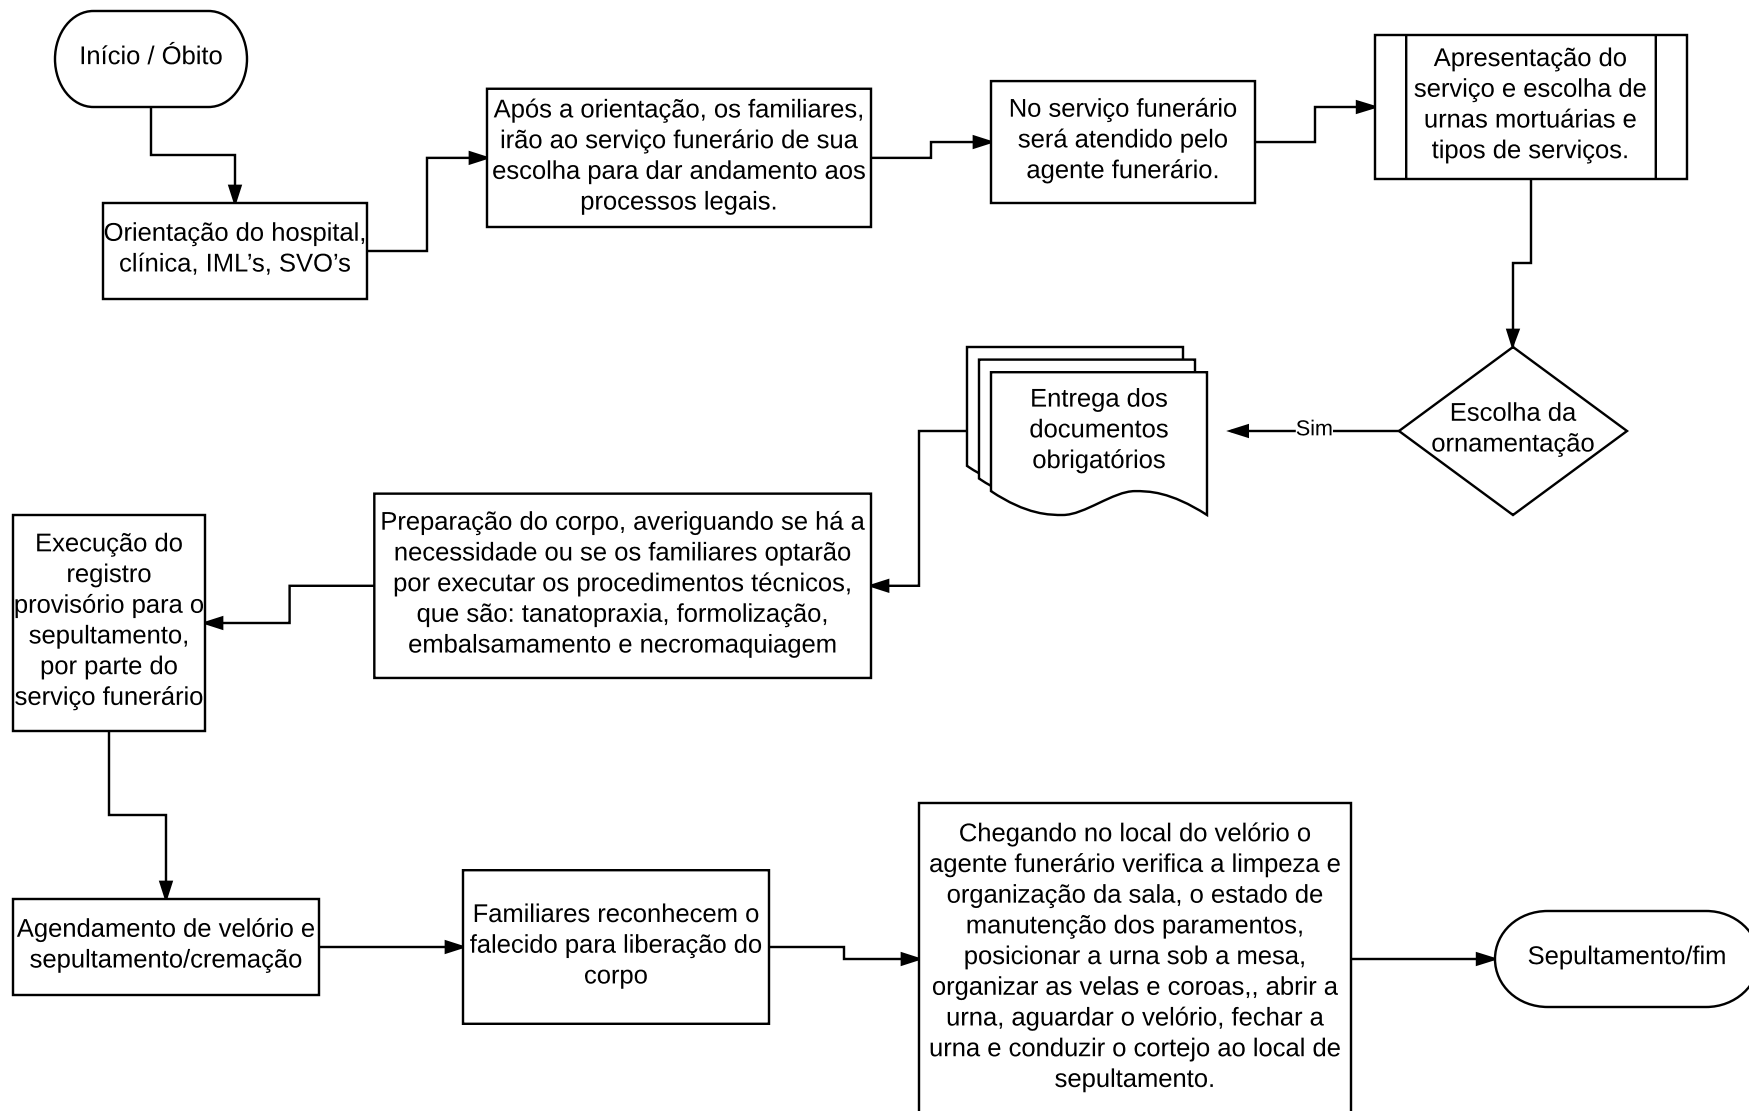 Início / Óbito
Orientação do hospital,
clínica, IML’s, SVO’s
Após a orientação, os familiares,
irão ao serviço funerário de sua
escolha para dar andamento aos
processos legais.
No serviço funerário
será atendido pelo
agente funerário.
Apresentação do
serviço e escolha de
urnas mortuárias e
tipos de serviços.
Escolha da
ornamentação
Sim
Entrega dos
documentos
obrigatórios
Preparação do corpo, averiguando se há a
necessidade ou se os familiares optarão
por executar os procedimentos técnicos,
que são: tanatopraxia, formolização,
embalsamamento e necromaquiagem
Execução do
registro
provisório para o
sepultamento,
por parte do
serviço funerário
Agendamento de velório e
sepultamento/cremação
Familiares reconhecem o
falecido para liberação do
corpo
Chegando no local do velório o
agente funerário verifica a limpeza e
organização da sala, o estado de
manutenção dos paramentos,
posicionar a urna sob a mesa,
organizar as velas e coroas,, abrir a
urna, aguardar o velório, fechar a
urna e conduzir o cortejo ao local de
sepultamento.
Sepultamento/fim